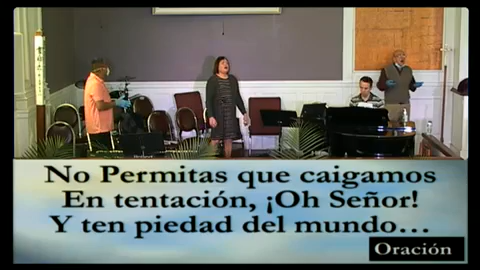 No Permitas que caigamos
En tentación, ¡Oh Señor!
Y ten piedad del mundo…
Oración